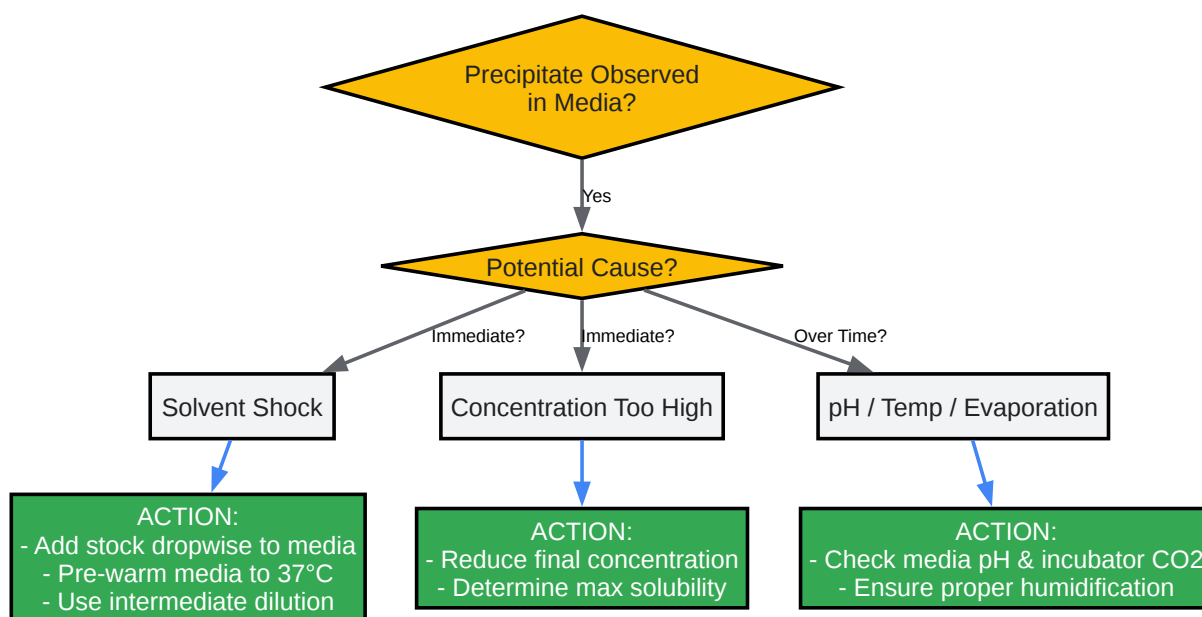 Precipitate Observed
in Media?
Yes
Potential Cause?
Immediate?
Immediate?
Over Time?
Solvent Shock
Concentration Too High
pH / Temp / Evaporation
ACTION:
- Add stock dropwise to media
- Pre-warm media to 37°C
- Use intermediate dilution
ACTION:
- Reduce final concentration
- Determine max solubility
ACTION:
- Check media pH & incubator CO2
- Ensure proper humidification